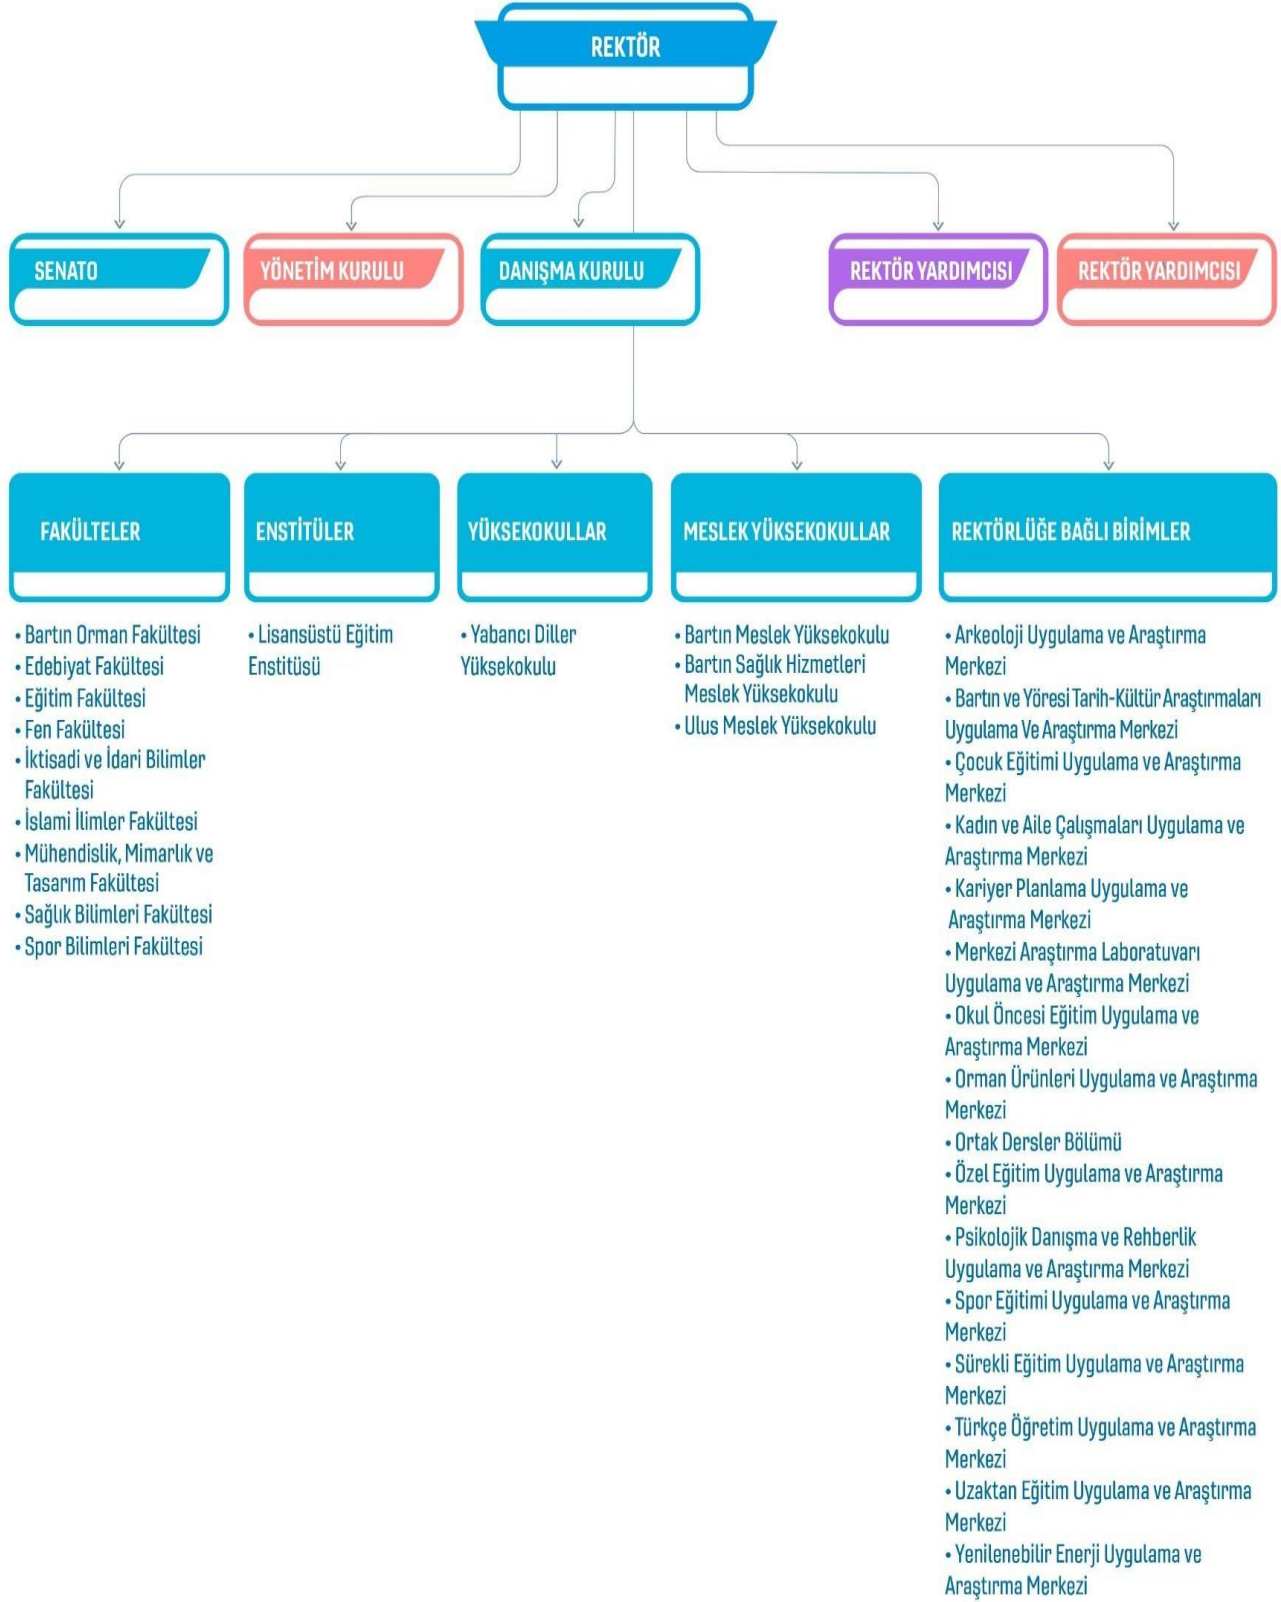 REKTÖR
SENATO
YÖNETİM KURULU
DANIŞMA KURULU
REKTÖR YARDIMCISI
REKTÖR YARDIMCISI
FAKÜLTELER
• Bartın Orman Fakültesi
• Edebiyat Fakültesi
• Eğitim Fakültesi
• Fen Fakültesi
• İktisadi ve İdari Bilimler
Fakültesi
• İslami İlimler Fakültesi
• Mühendislik, Mimarlık ve
Tasarım Fakültesi
• Sağlık Bilimleri Fakültesi
• Spor Bilimleri Fakültesi
ENSTİTÜLER
• Lisansüstü Eğitim
Enstitüsü
YÜKSEKOKULLAR
• Yabancı Diller
Yüksekokulu
MESLEK YÜKSEKOKULLAR
• Bartın Meslek Yüksekokulu
• Bartın Sağlık Hizmetleri
Meslek Yüksekokulu
• Ulus Meslek Yüksekokulu
REKTÖRLÜĞE BAĞLI BİRİMLER
• Arkeoloji Uygulama ve Araştırma
Merkezi
• Bartın ve Yöresi Tarih-Kültür Araştırmaları
Uygulama Ve Araştırma Merkezi
• Çocuk Eğitimi Uygulama ve Araştırma
Merkezi
• Kadın ve Aile Çalışmaları Uygulama ve
Araştırma Merkezi
• Kariyer Planlama Uygulama ve
Araştırma Merkezi
• Merkezi Araştırma Laboratuvarı
Uygulama ve Araştırma Merkezi
• Okul Öncesi Eğitim Uygulama ve
Araştırma Merkezi
• Orman Ürünleri Uygulama ve Araştırma
Merkezi
• Ortak Dersler Bölümü
• Özel Eğitim Uygulama ve Araştırma
Merkezi
• Psikolojik Danışma ve Rehberlik
Uygulama ve Araştırma Merkezi
• Spor Eğitimi Uygulama ve Araştırma
Merkezi
• Sürekli Eğitim Uygulama ve Araştırma
Merkezi
• Türkçe Öğretim Uygulama ve Araştırma
Merkezi
• Uzaktan Eğitim Uygulama ve Araştırma
Merkezi
• Yenilenebilir Enerji Uygulama ve
Araştırma Merkezi